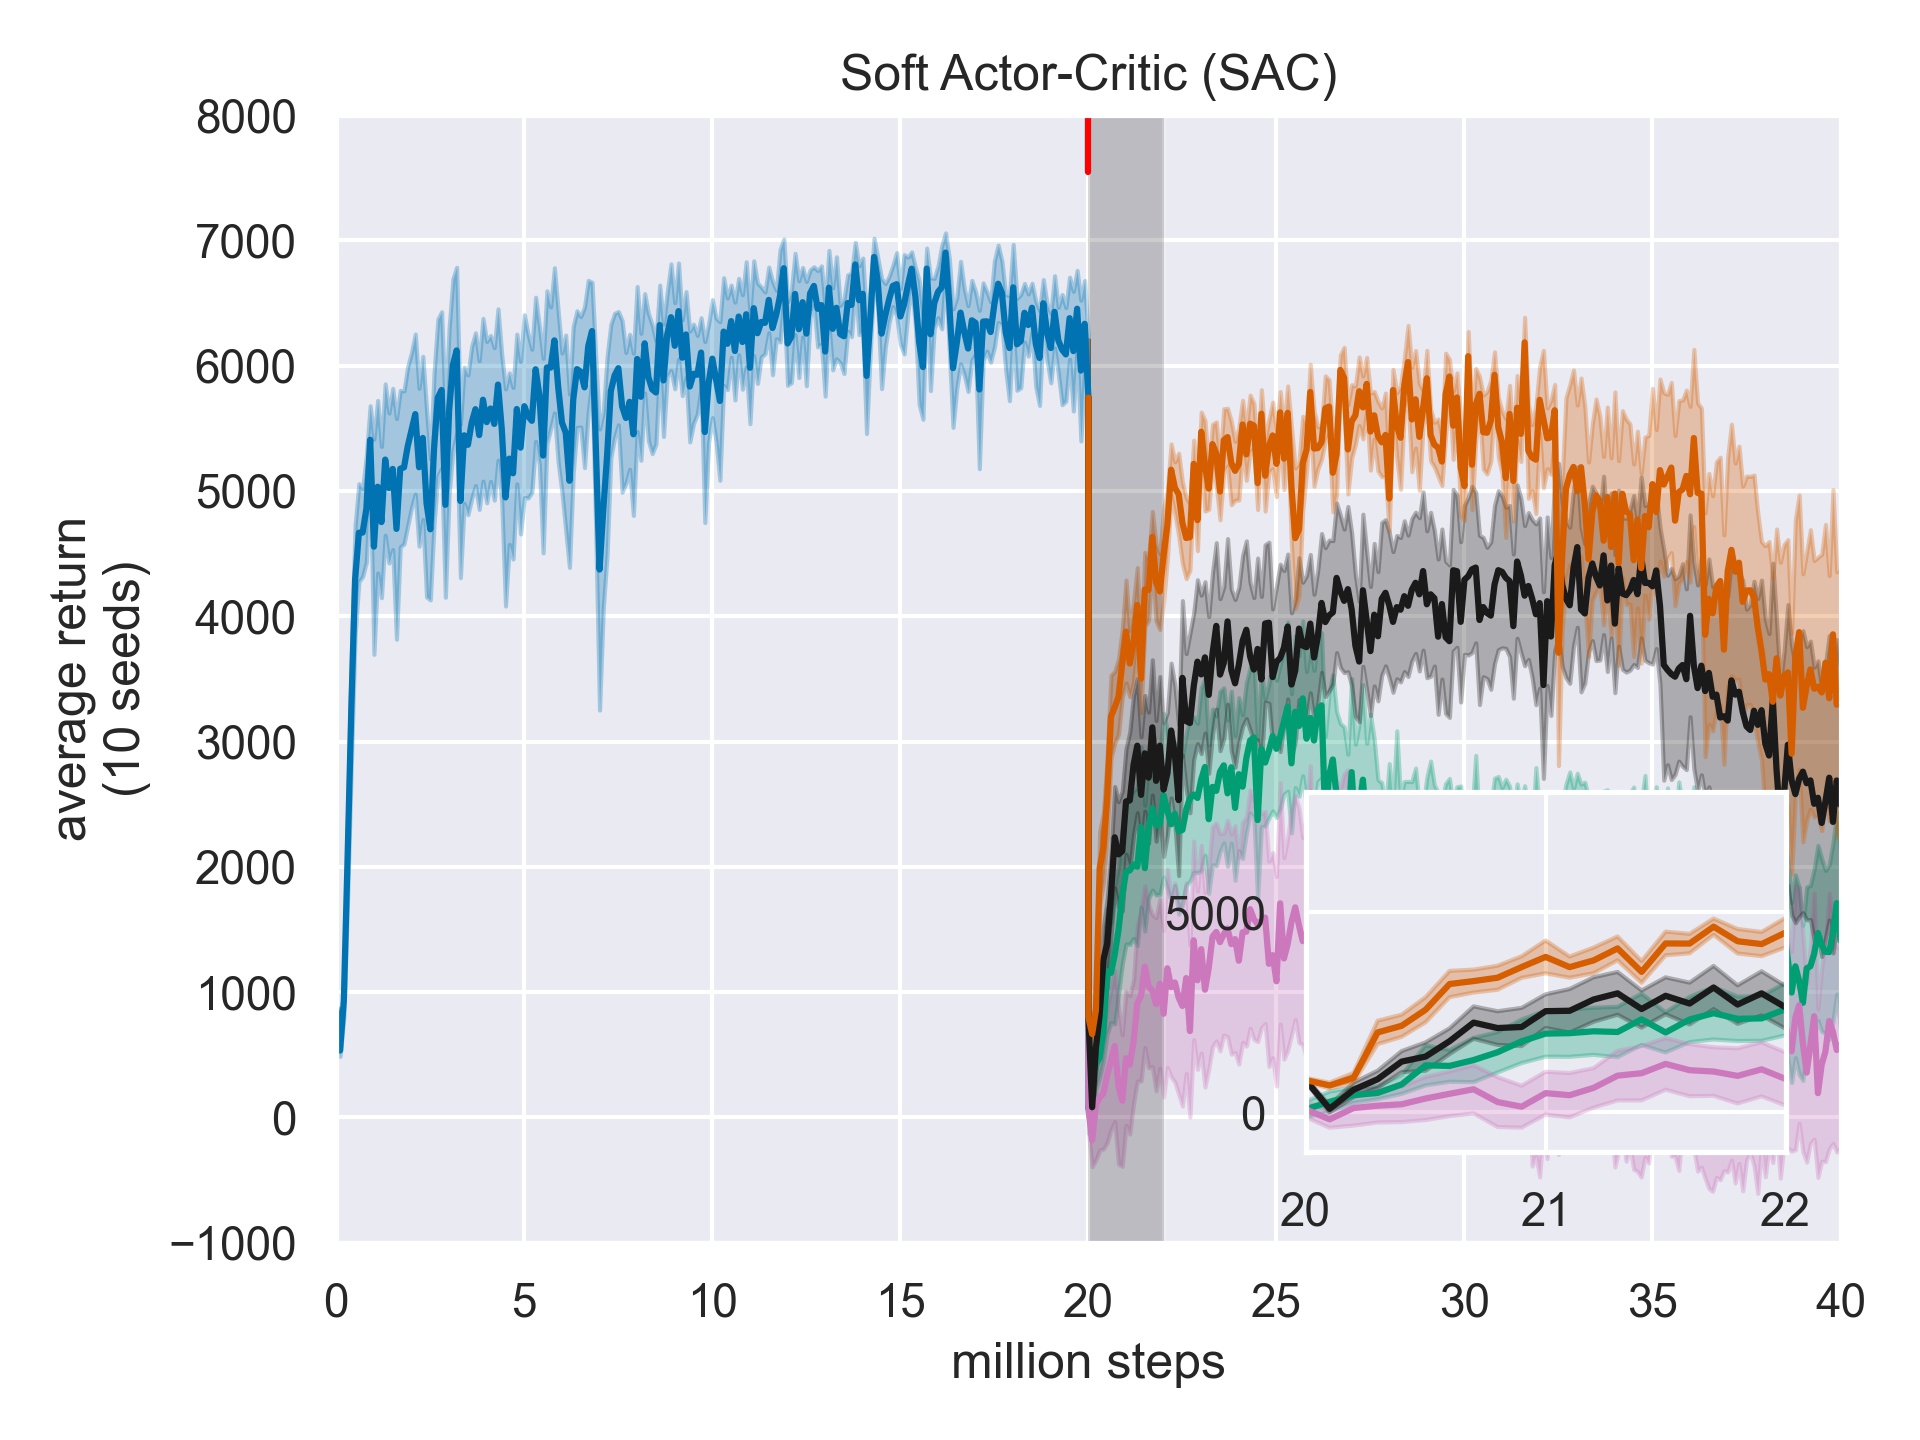 Soft Actor-Critic (SAC)
8000
7000
6000
5000
4000
3000
2000
1000
0
−1000
average return
(10 seeds)
5000
0
20 21 22
0 5 10 15 20 25 30 35 40
million steps